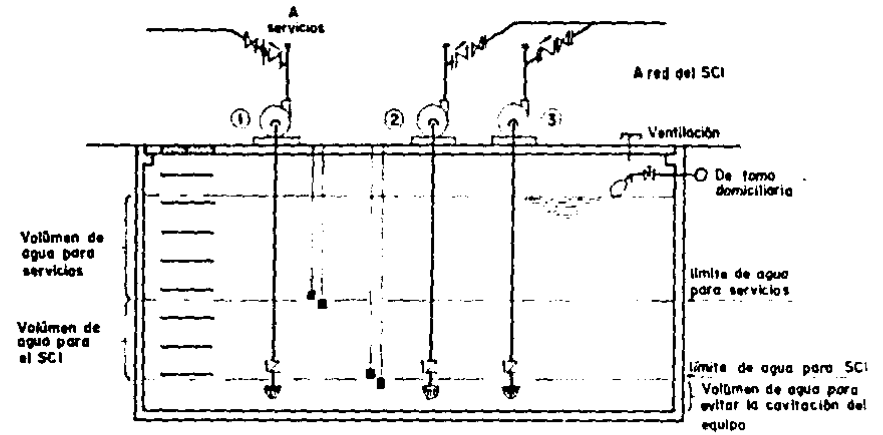 A
servicios
A red del SCI
1
2
3
Ventilación
De toma
domiciliaria
Volúmen de
agua para
servicios
límite de agua
para servicios
Volúmen de
agua para
el SCI
límite de agua para SCI
Volúmen de agua para
evitar la cavitación del
equipo